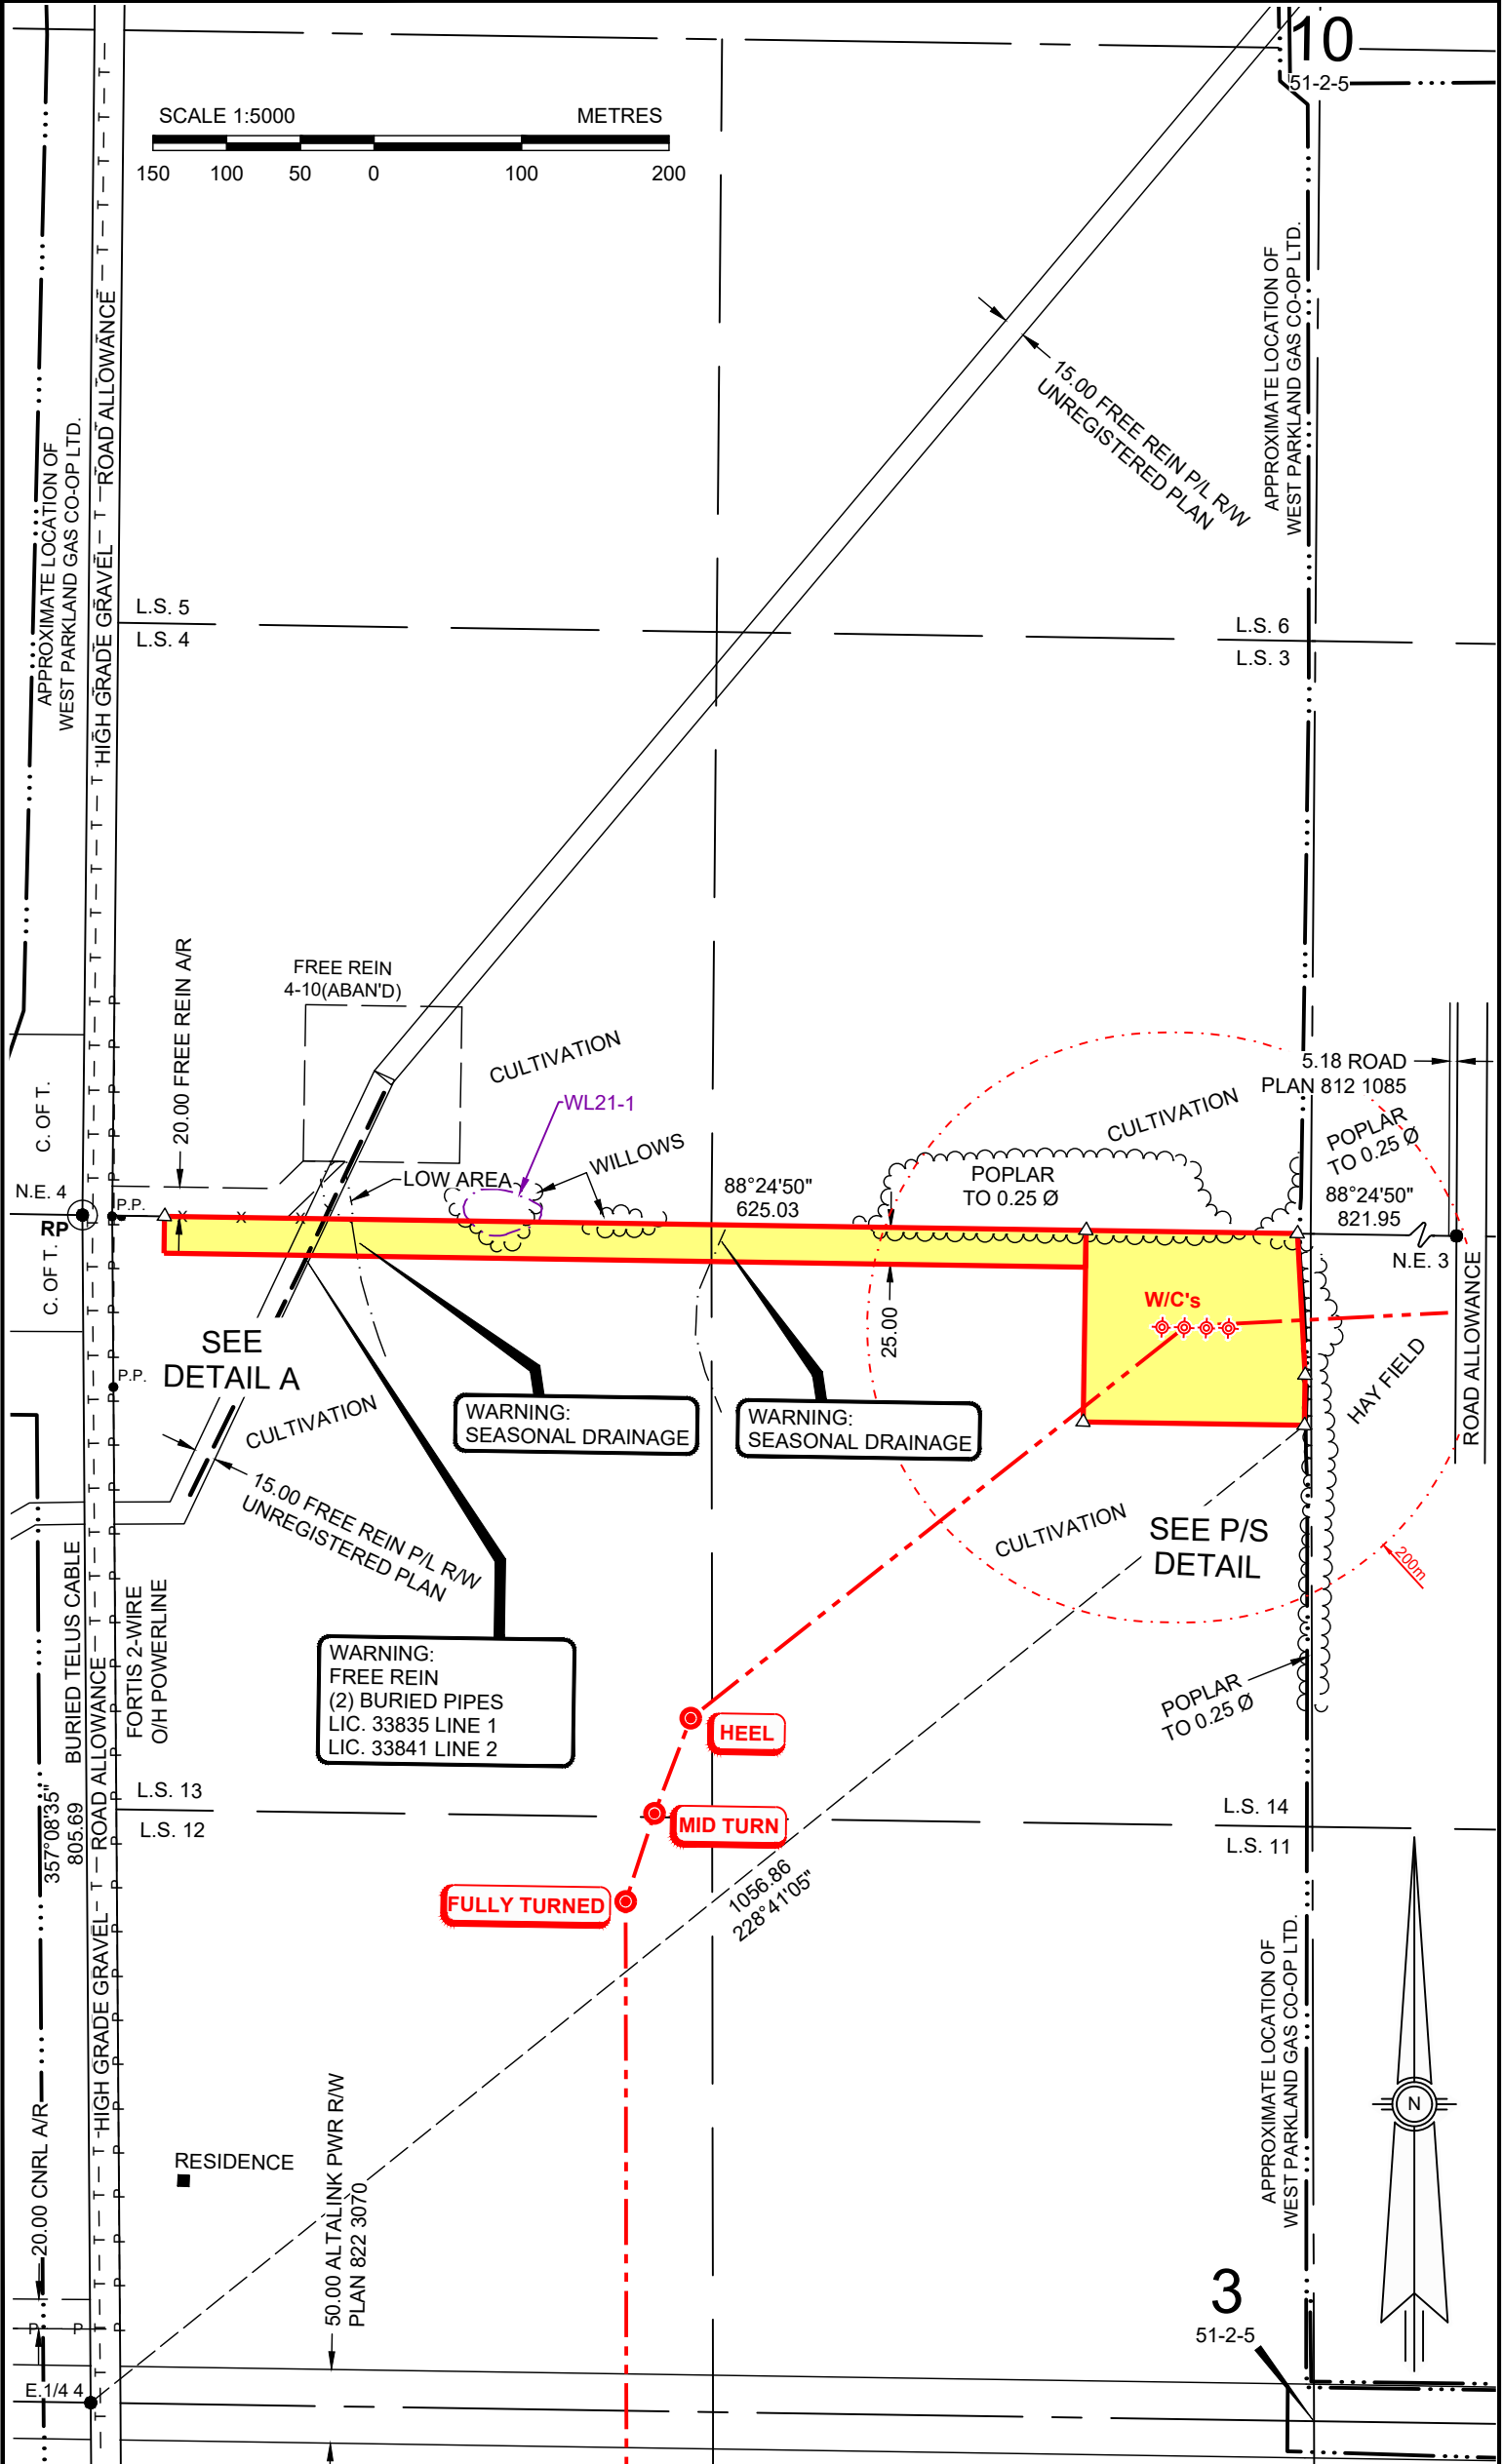 10
51-2-5
SCALE 1:5000
METRES
150 100 50 0 100 200
APPROXIMATE LOCATION OF
WEST PARKLAND GAS CO-OP LTD.
HIGH GRADE GRAVEL
ROAD ALLOWANCE
APPROXIMATE LOCATION OF
WEST PARKLAND GAS CO-OP LTD.
15.00 FREE REIN P/L R/W
UNREGISTERED PLAN
L.S. 5
L.S. 4
L.S. 6
L.S. 3
20.00 FREE REIN A/R
FREE REIN
4-10(ABAN'D)
CULTIVATION
WL21-1
WILLOWS
LOW AREA
88°24'50"
625.03
POPLAR
TO 0.25 Ø
CULTIVATION
5.18 ROAD
PLAN 812 1085
POPLAR
TO 0.25 Ø
88°24'50"
821.95
N.E. 3
C. OF T.
N.E. 4
RP
P.P.
C. OF T.
X X X
W/C's
25.00
SEE
DETAIL A
P.P.
CULTIVATION
WARNING:
SEASONAL DRAINAGE
WARNING:
SEASONAL DRAINAGE
HAY FIELD
ROAD ALLOWANCE
15.00 FREE REIN P/L R/W
UNREGISTERED PLAN
CULTIVATION
SEE P/S
DETAIL
200m
BURIED TELUS CABLE
FORTIS 2-WIRE
O/H POWERLINE
WARNING:
FREE REIN
(2) BURIED PIPES
LIC. 33835 LINE 1
LIC. 33841 LINE 2
POPLAR
TO 0.25 Ø
HEEL
L.S. 13
L.S. 12
MID TURN
L.S. 14
L.S. 11
357°08'35"
805.69
HIGH GRADE GRAVEL
ROAD ALLOWANCE
FULLY TURNED
1056.86
228°41'05"
APPROXIMATE LOCATION OF
WEST PARKLAND GAS CO-OP LTD.
N
20.00 CNRL A/R
RESIDENCE
50.00 ALTALINK PWR R/W
PLAN 822 3070
3
51-2-5
P P
E.1/4 4